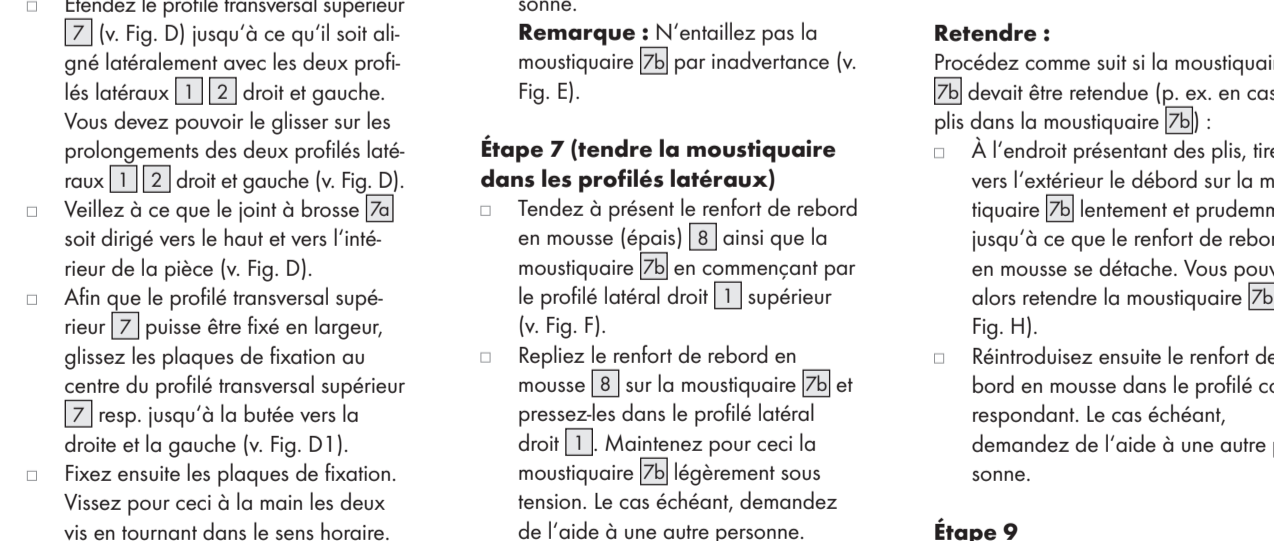 Étendez le profilé transversal supérieur
7 (v. Fig. D) jusqu'à ce qu'il soit ali-
gné latéralement avec les deux profi-
lés latéraux 1 2 droit et gauche.
Vous devez pouvoir le glisser sur les
prolongements des deux profilés laté-
raux 1 2 droit et gauche (v. Fig. D).
□ Veillez à ce que le joint à brosse 7a
soit dirigé vers le haut et vers l'inté-
rieur de la pièce (v. Fig. D).
□ Afin que le profilé transversal supé-
rieur 7 puisse être fixé en largeur,
glissez les plaques de fixation au
centre du profilé transversal supérieur
7 resp. jusqu'à la butée vers la
droite et la gauche (v. Fig. D1).
□ Fixez ensuite les plaques de fixation.
Vissez pour ceci à la main les deux
vis en tournant dans le sens horaire.
sonne.
Remarque : N'entaillez pas la
moustiquaire 7b par inadvertance (v.
Fig. E).
Étape 7 (tendre la moustiquaire
dans les profilés latéraux)
□ Tendez à présent le renfort de rebord
en mousse (épais) 8 ainsi que la
moustiquaire 7b en commençant par
le profilé latéral droit 1 supérieur
(v. Fig. F).
□ Repliez le renfort de rebord en
mousse 8 sur la moustiquaire 7b et
pressez-les dans le profilé latéral
droit 1. Maintenez pour ceci la
moustiquaire 7b légèrement sous
tension. Le cas échéant, demandez
de l'aide à une autre personne.
Retendre :
Procédez comme suit si la moustiquai
7b devait être retendue (p. ex. en cas
plis dans la moustiquaire 7b) :
□ À l'endroit présentant des plis, tire
vers l'extérieur le débord sur la m
tiquaire 7b lentement et prudemm
jusqu'à ce que le renfort de rebor
en mousse se détache. Vous pouv
alors retendre la moustiquaire 7b
Fig. H).
□ Réintroduisez ensuite le renfort de
bord en mousse dans le profilé co
respondant. Le cas échéant,
demandez de l'aide à une autre p
sonne.
Étape 9